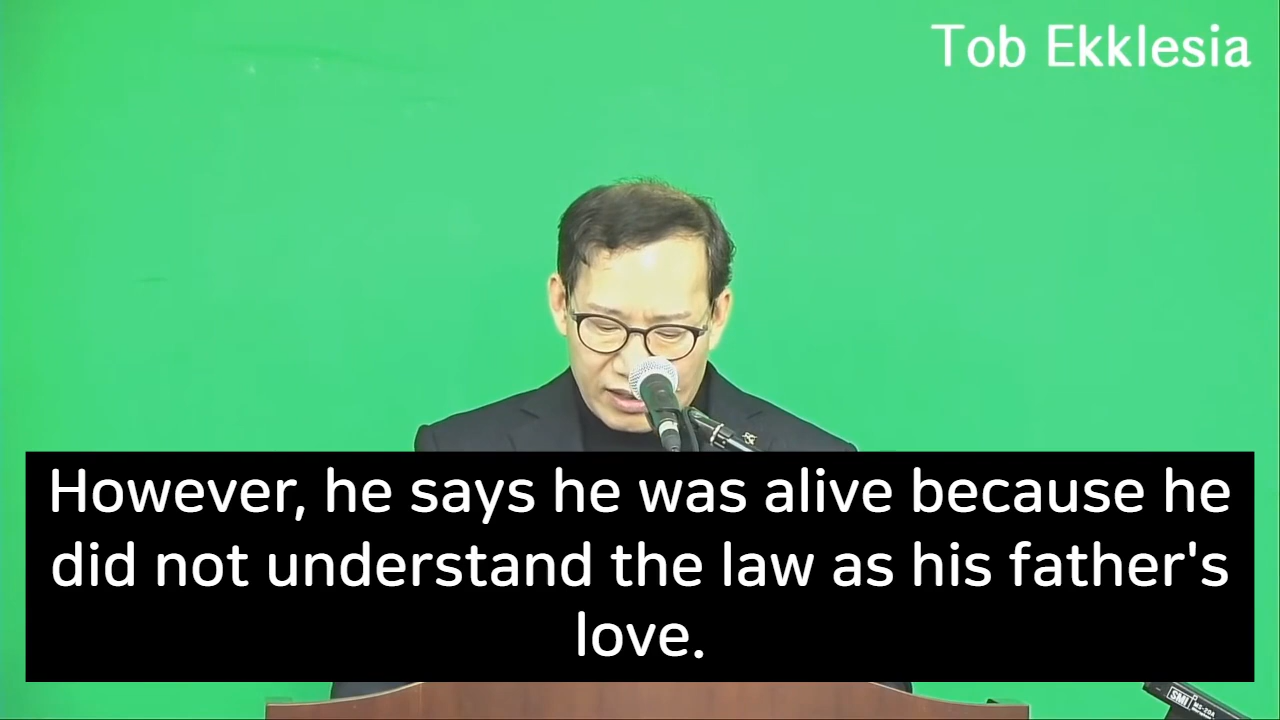 Tob Ekklesia
However, he says he was alive because he
did not understand the law as his father's
love.
SMI